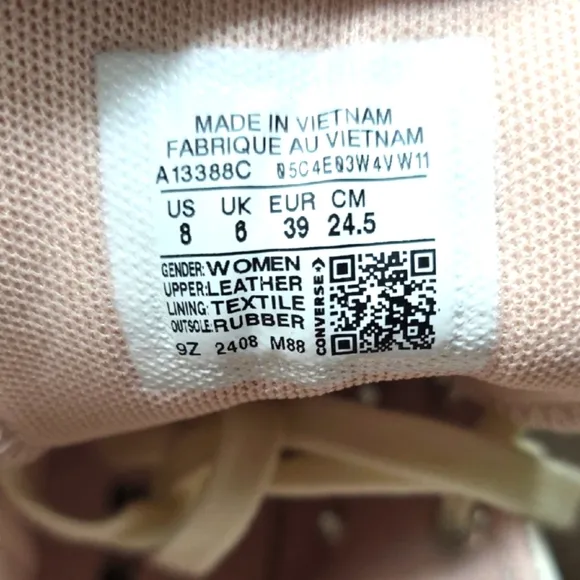 MADE IN VIETNAM
FABRIQUE AU VIETNAM
A13388C 05C4E03W4VW11
US UK EUR CM
8 6 39 24.5
GENDER: WOMEN
UPPER: LEATHER
LINING: TEXTILE
OUTSOLE: RUBBER
9Z 2408 M88
CONVERSE